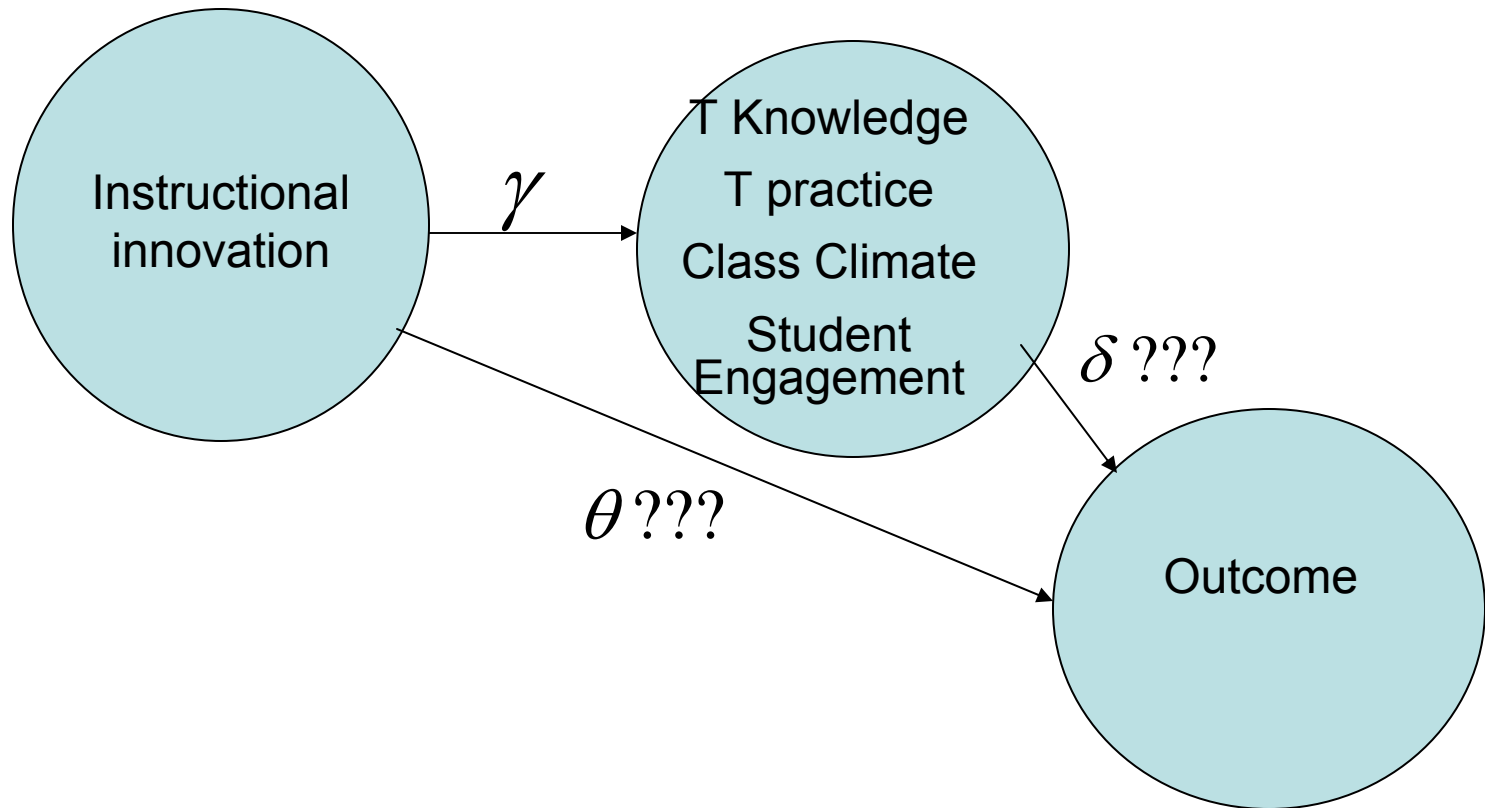 Instructional
innovation
γ
T Knowledge
T practice
Class Climate
Student
Engagement
δ ???
θ ???
Outcome